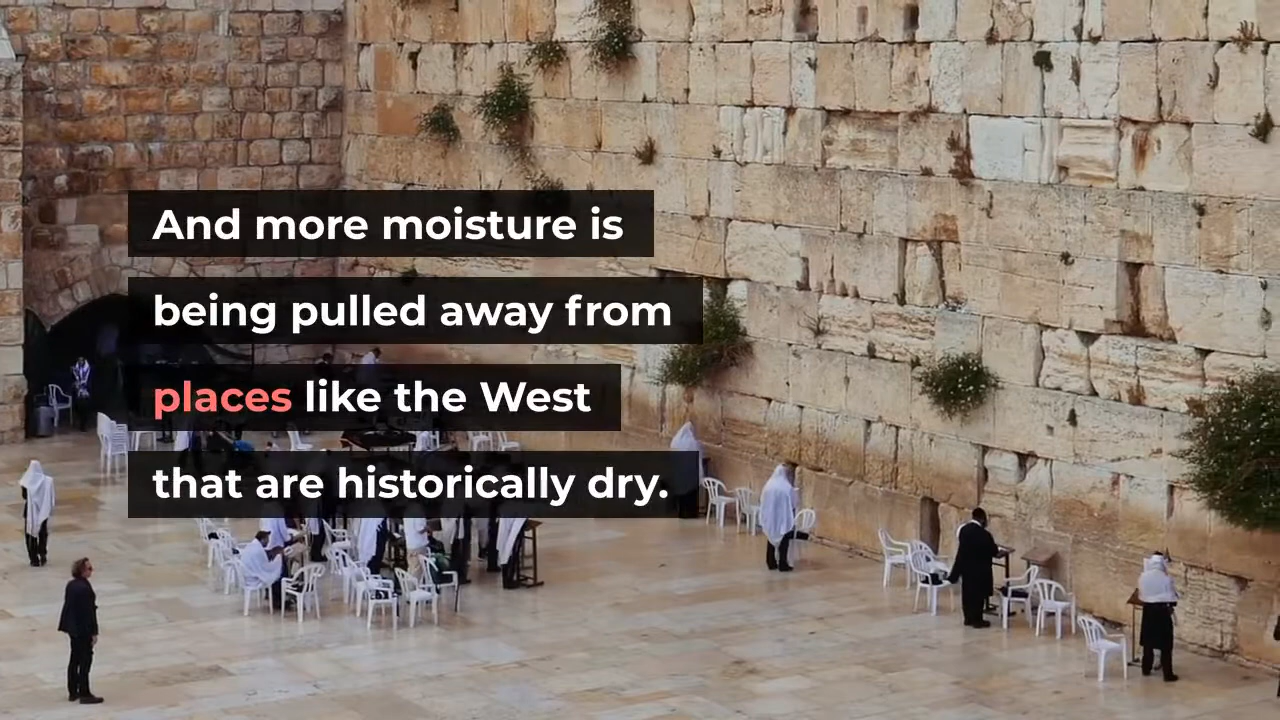 And more moisture is
being pulled away from
places like the West
that are historically dry.